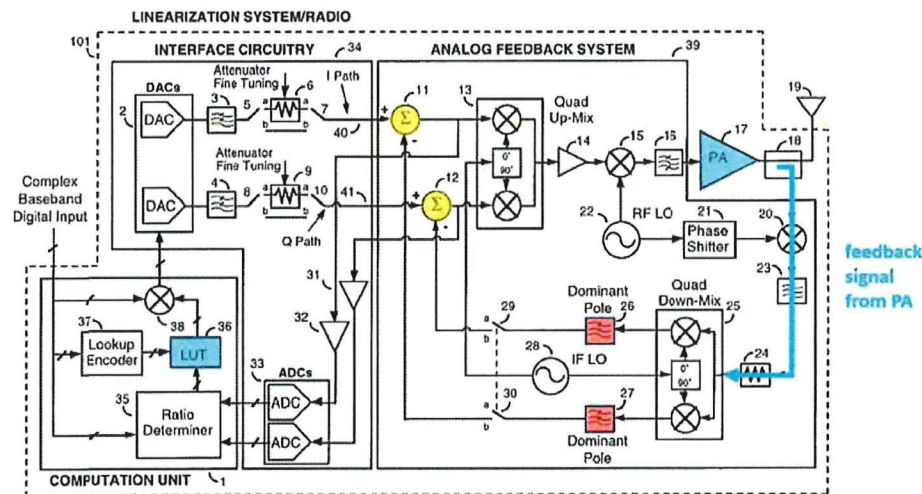 LINEARIZATION SYSTEM/RADIO
101
INTERFACE CIRCUITRY
34
ANALOG FEEDBACK SYSTEM
39
Attenuator
Fine Tuning
6
I Path
DACs
2
DAC
3
5
a
b
a
b
7
40
+
11
Σ
-
13
Quad
Up-Mix
0°
90°
14
15
16
17
PA
18
19
Attenuator
Fine Tuning
9
DAC
4
8
a
b
a
b
10
41
+
12
Σ
-
Q Path
Complex
Baseband
Digital Input
22
RF LO
21
Phase
Shifter
20
feedback
signal
from PA
23
31
32
38
37
Lookup
Encoder
36
LUT
29
a
b
Dominant
Pole
26
Quad
Down-Mix
25
28
IF LO
0°
90°
24
33
ADCs
ADC
ADC
35
Ratio
Determiner
30
a
b
27
Dominant
Pole
COMPUTATION UNIT
1